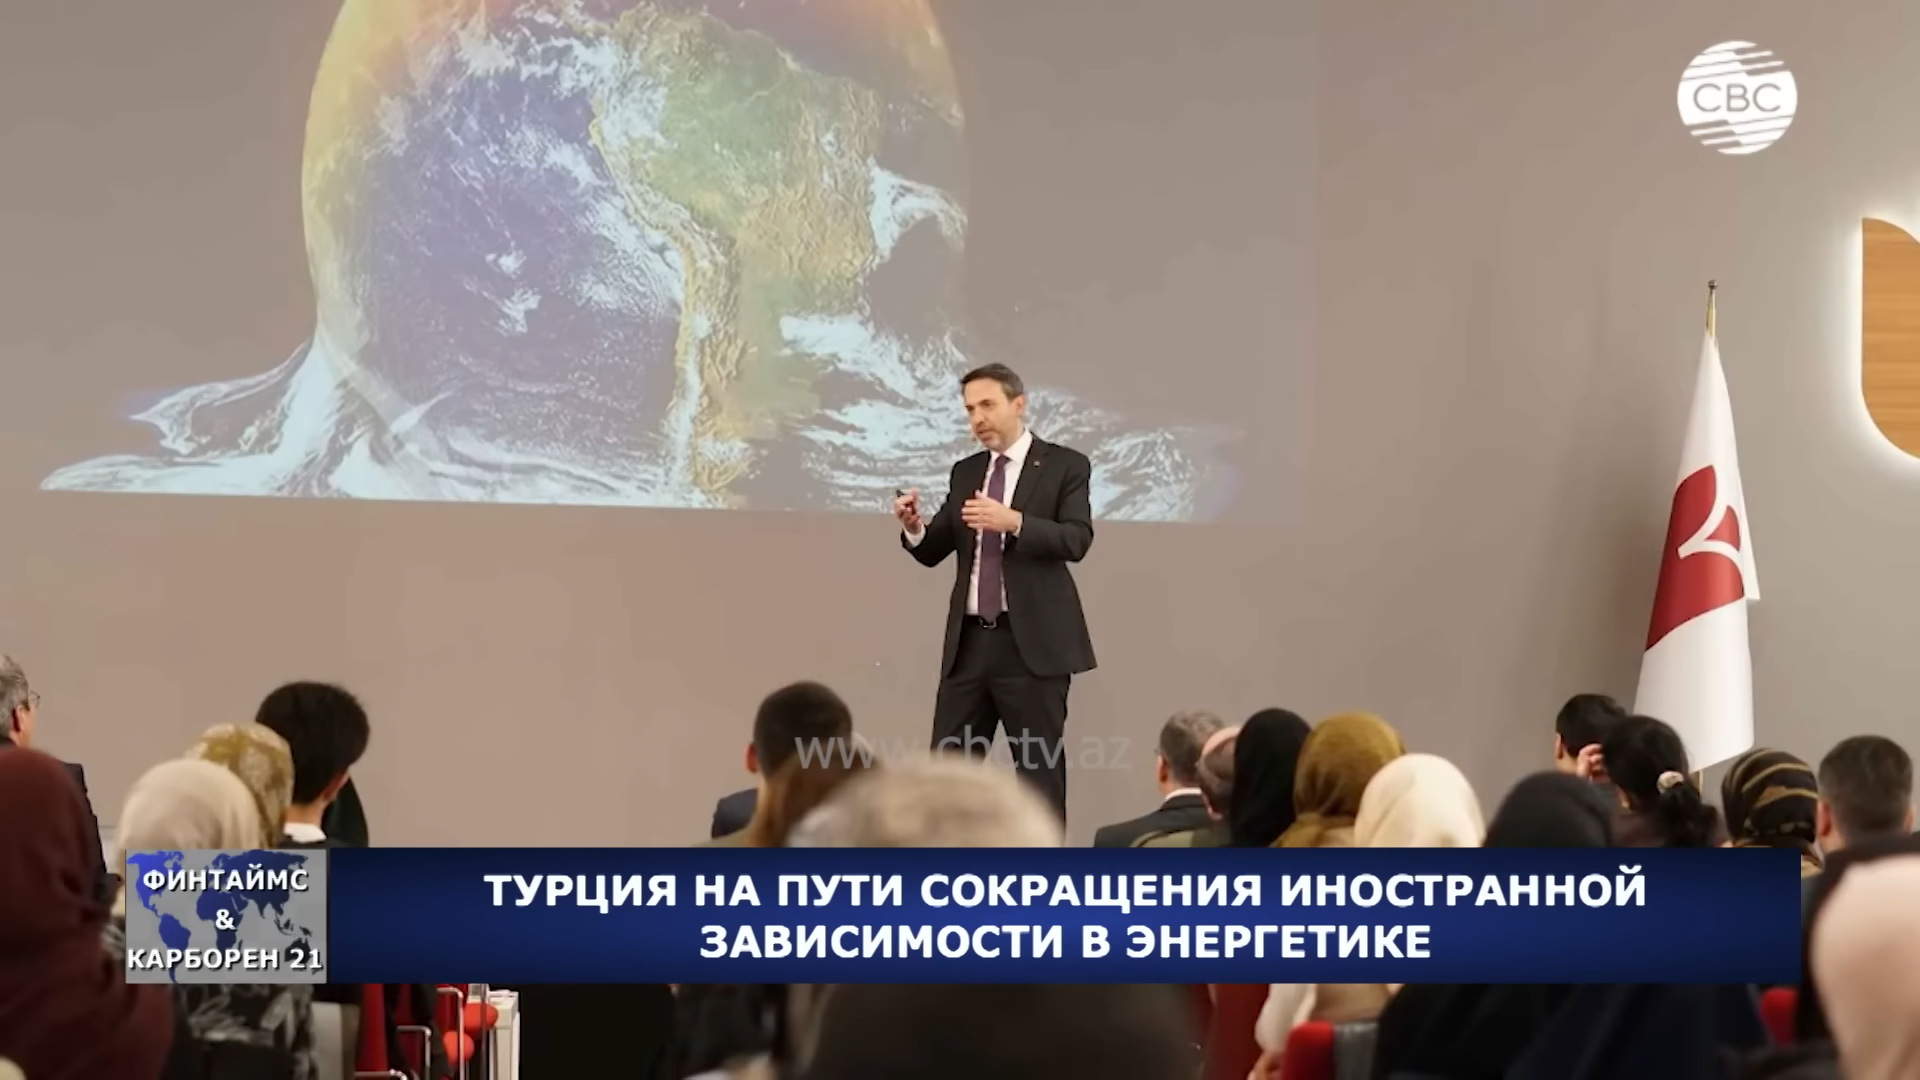 CBC
www.cbctv.az
ФИНТАЙМС
&
КАРБОРЕН 21
ТУРЦИЯ НА ПУТИ СОКРАЩЕНИЯ ИНОСТРАННОЙ
ЗАВИСИМОСТИ В ЭНЕРГЕТИКЕ